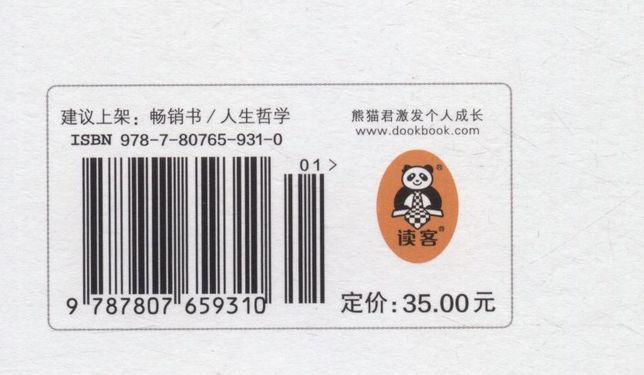 建议上架：畅销书/人生哲学
ISBN 978-7-80765-931-0
01>
9 787807 659310
熊猫君激发个人成长
www.dookbook.com
读客®
定价：35.00元